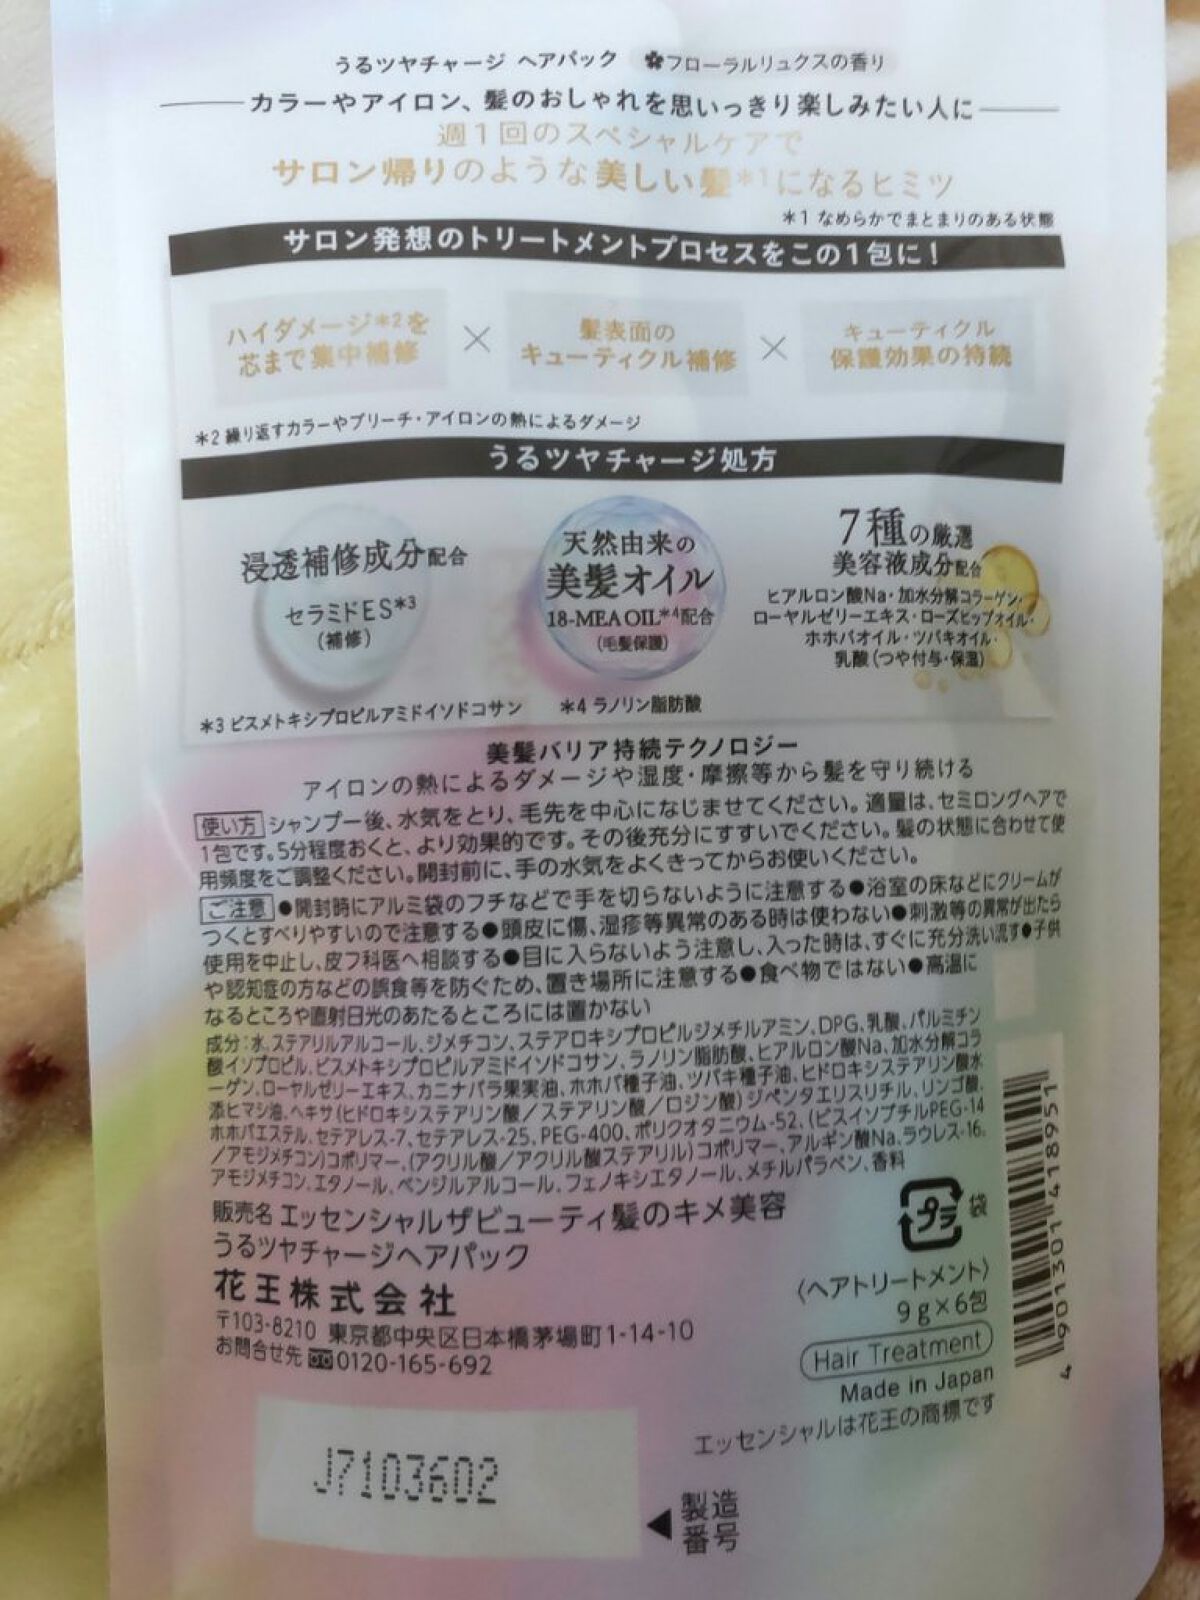 うるツヤチャージ ヘアパック ✿フローラルリュクスの香り
カラーやアイロン、髪のおしゃれを思いっきり楽しみたい人に
週1回のスペシャルケアで
サロン帰りのような美しい髪*1になるヒミツ
*1 なめらかでまとまりのある状態
サロン発想のトリートメントプロセスをこの1包に!
ハイダメージ*2を
芯まで集中補修
×
髪表面の
キューティクル補修
×
キューティクル
保護効果の持続
*2 繰り返すカラーやブリーチ・アイロンの熱によるダメージ
うるツヤチャージ処方
浸透補修成分配合
セラミドES*3
(補修)
天然由来の
美髪オイル
18-MEA OIL*4配合
(毛髪保護)
7種の厳選
美容液成分配合
ヒアルロン酸Na・加水分解コラーゲン・
ローヤルゼリーエキス・ローズヒップオイル・
ホホバオイル・ツバキオイル・
乳酸(つや付与・保湿)
*3 ビスメトキシプロピルアミドイソドコサン *4 ラノリン脂肪酸
美髪バリア持続テクノロジー
アイロンの熱によるダメージや湿度・摩擦等から髪を守り続ける
使い方 シャンプー後、水気をとり、毛先を中心になじませてください。適量は、セミロングヘアで
1包です。5分程度おくと、より効果的です。その後充分にすすいでください。髪の状態に合わせて使
用頻度をご調整ください。開封前に、手の水気をよくきってからお使いください。
ご注意 ●開封時にアルミ袋のフチなどで手を切らないように注意する●浴室の床などにクリームが
つくとすべりやすいので注意する●頭皮に傷、湿疹等異常のある時は使わない●刺激等の異常が出たら
使用を中止し、皮フ科医へ相談する●目に入らないよう注意し、入った時は、すぐに充分洗い流す●子供
や認知症の方などの誤食等を防ぐため、置き場所に注意する●食べ物ではない●高温に
なるところや直射日光のあたるところには置かない
成分:水、ステアリルアルコール、ジメチコン、ステアロキシプロピルジメチルアミン、DPG、乳酸、パルミチン
酸イソプロピル、ビスメトキシプロピルアミドイソドコサン、ラノリン脂肪酸、ヒアルロン酸Na、加水分解コラ
ーゲン、ローヤルゼリーエキス、カニナバラ果実油、ホホバ種子油、ツバキ種子油、ヒドロキシステアリン酸水
添ヒマシ油、ヘキサ(ヒドロキシステアリン酸/ステアリン酸/ロジン酸)ジペンタエリスリチル、リンゴ酸、
ホホバエステル、セテアレス-7、セテアレス-25、PEG-400、ポリクオタニウム-52、(ビスイソブチルPEG-14
/アモジメチコン)コポリマー、(アクリル酸/アクリル酸ステアリル)コポリマー、アルギン酸Na、ラウレス-16、
アモジメチコン、エタノール、ベンジルアルコール、フェノキシエタノール、メチルパラベン、香料
販売名 エッセンシャルザビューティ髪のキメ美容
うるツヤチャージヘアパック
花王株式会社
〒103-8210 東京都中央区日本橋茅場町1-14-10
お問合せ先 0120-165-692
プラ 袋
〈ヘアトリートメント〉
9g×6包
Hair Treatment
Made in Japan
エッセンシャルは花王の商標です
4 901301 418951
J7103602
◀製造
番号